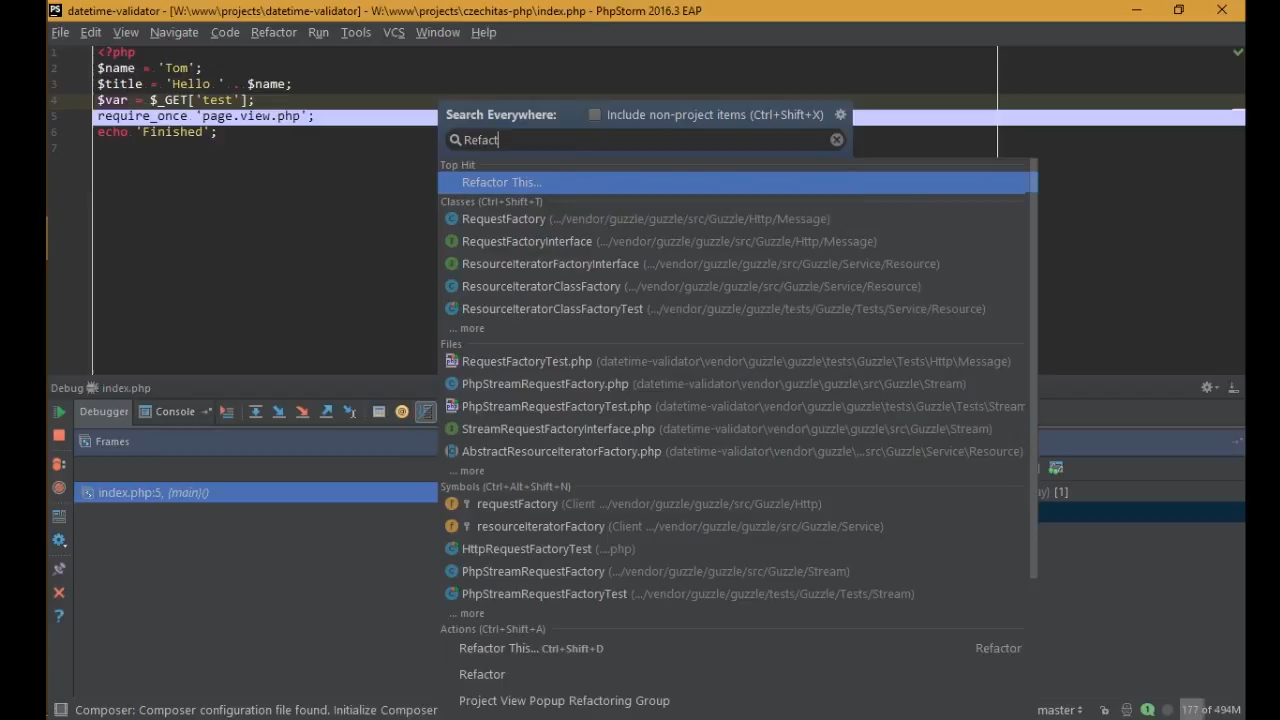 datetime-validator - [W:\www\projects\datetime-validator] - W:\www\projects\czechitas-php\index.php - PhpStorm 2016.3 EAP
File Edit View Navigate Code Refactor Run Tools VCS Window Help
1 <?php
2 $name = 'Tom';
3 $title = 'Hello ' . $name;
4 $var = $_GET['test'];
5 require_once 'page.view.php';
6 echo 'Finished';
7
Search Everywhere: Include non-project items (Ctrl+Shift+X)
Refact
Top Hit
Refactor This...
Classes (Ctrl+Shift+T)
RequestFactory (.../vendor/guzzle/guzzle/src/Guzzle/Http/Message)
RequestFactoryInterface (.../vendor/guzzle/guzzle/src/Guzzle/Http/Message)
ResourceIteratorFactoryInterface (.../vendor/guzzle/guzzle/src/Guzzle/Service/Resource)
ResourceIteratorClassFactory (.../vendor/guzzle/guzzle/src/Guzzle/Service/Resource)
ResourceIteratorClassFactoryTest (.../vendor/guzzle/guzzle/tests/Guzzle/Tests/Service/Resource)
... more
Files
RequestFactoryTest.php (datetime-validator\vendor\guzzle\guzzle\tests\Guzzle\Tests\Http\Message)
PhpStreamRequestFactory.php (datetime-validator\vendor\guzzle\guzzle\src\Guzzle\Stream)
PhpStreamRequestFactoryTest.php (datetime-validator\vendor\guzzle\guzzle\tests\Guzzle\Tests\Stream
StreamRequestFactoryInterface.php (datetime-validator\vendor\guzzle\guzzle\src\Guzzle\Stream)
AbstractResourceIteratorFactory.php (datetime-validator\vendor\guzzle\...src\Guzzle\Service\Resource)
... more
Symbols (Ctrl+Alt+Shift+N)
requestFactory (Client .../vendor/guzzle/guzzle/src/Guzzle/Http)
resourceIteratorFactory (Client .../vendor/guzzle/guzzle/src/Guzzle/Service)
HttpRequestFactoryTest (...php)
PhpStreamRequestFactory (.../vendor/guzzle/guzzle/src/Guzzle/Stream)
PhpStreamRequestFactoryTest (.../vendor/guzzle/guzzle/tests/Guzzle/Tests/Stream)
... more
Actions (Ctrl+Shift+A)
Refactor This... Ctrl+Shift+D Refactor
Refactor
Project View Popup Refactoring Group
Debug index.php
Debugger Console
Frames
index.php:5, {main}()
ay) [1]
Composer: Composer configuration file found. Initialize Composer
master 1 177 of 494M